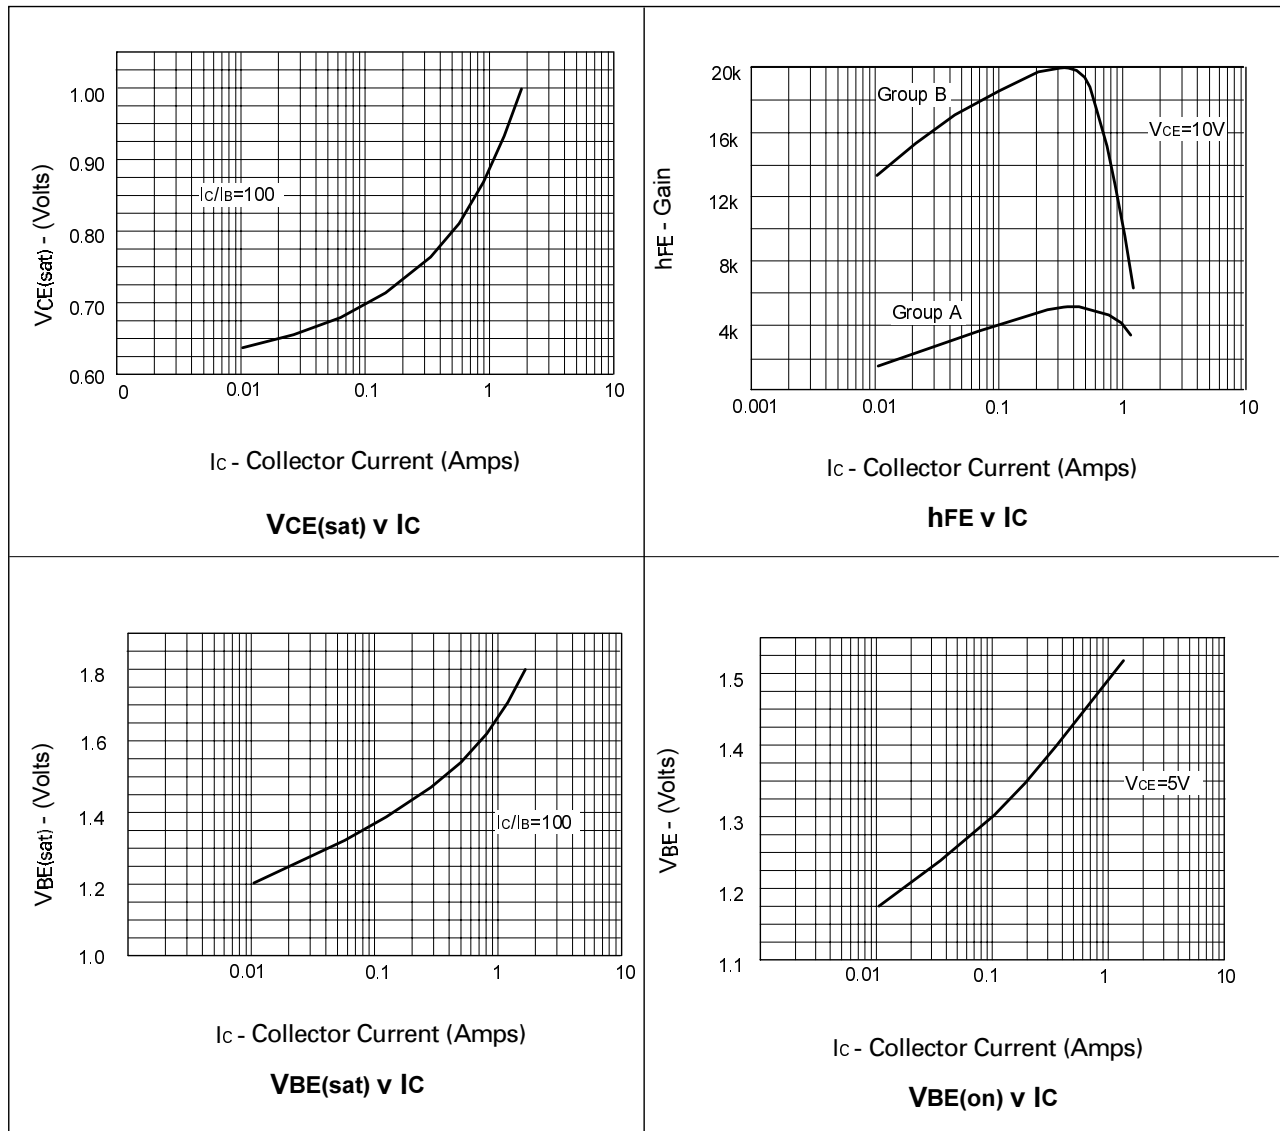 1.00
0.90
0.80
0.70
0.60
VCE(sat) - (Volts)
IC/IB=100
0
0.01
0.1
1
10
IC - Collector Current (Amps)
VCE(sat) v IC
20k
16k
12k
8k
4k
hFE - Gain
Group B
VCE=10V
Group A
0.001
0.01
0.1
1
10
IC - Collector Current (Amps)
hFE v IC
1.8
1.6
1.4
1.2
1.0
VBE(sat) - (Volts)
IC/IB=100
0.01
0.1
1
10
IC - Collector Current (Amps)
VBE(sat) v IC
1.5
1.4
1.3
1.2
1.1
VBE - (Volts)
VCE=5V
0.01
0.1
1
10
IC - Collector Current (Amps)
VBE(on) v IC